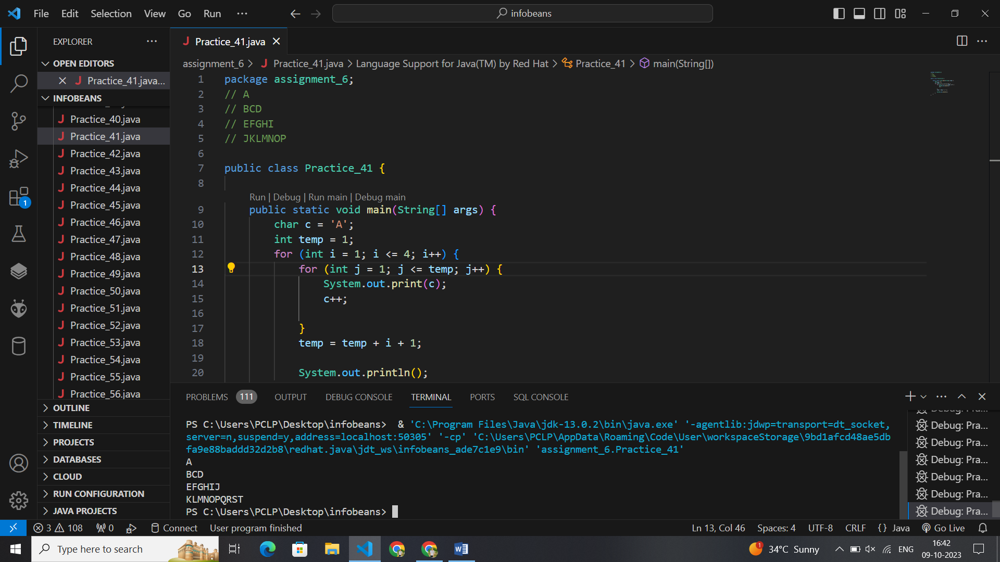 File Edit Selection View Go Run ··· infobeans
EXPLORER ···
OPEN EDITORS
Practice_41.java...
INFOBEANS
Practice_40.java
Practice_41.java
Practice_42.java
Practice_43.java
Practice_44.java
Practice_45.java
Practice_46.java
Practice_47.java
Practice_48.java
Practice_49.java
Practice_50.java
Practice_51.java
Practice_52.java
Practice_53.java
Practice_54.java
Practice_55.java
Practice_56.java
OUTLINE
TIMELINE
PROJECTS
DATABASES
CLOUD
RUN CONFIGURATION
JAVA PROJECTS
1
Practice_41.java
assignment_6 > Practice_41.java > Language Support for Java(TM) by Red Hat > Practice_41 > main(String[])
1 package assignment_6;
2 // A
3 // BCD
4 // EFGHI
5 // JKLMNOP
6
7 public class Practice_41 {
8
Run | Debug | Run main | Debug main
9 public static void main(String[] args) {
10 char c = 'A';
11 int temp = 1;
12 for (int i = 1; i <= 4; i++) {
13 for (int j = 1; j <= temp; j++) {
14 System.out.print(c);
15 c++;
16
17 }
18 temp = temp + i + 1;
19
20 System.out.println();
PROBLEMS 111 OUTPUT DEBUG CONSOLE TERMINAL PORTS SQL CONSOLE
PS C:\Users\PCLP\Desktop\infobeans> & 'C:\Program Files\Java\jdk-13.0.2\bin\java.exe' '-agentlib:jdwp=transport=dt_socket,
server=n,suspend=y,address=localhost:50305' '-cp' 'C:\Users\PCLP\AppData\Roaming\Code\User\workspaceStorage\9bd1afcd48ae5db
fa9e88baddd32d2b8\redhat.java\jdt_ws\infobeans_ade7c1e9\bin' 'assignment_6.Practice_41'
A
BCD
EFGHIJ
KLMNOPQRST
PS C:\Users\PCLP\Desktop\infobeans>
Debug: Pra...
Debug: Pra...
Debug: Pra...
Debug: Pra...
Debug: Pra...
Debug: Pra...
3 108 0 Connect User program finished Ln 13, Col 46 Spaces: 4 UTF-8 CRLF {} Java Go Live
Type here to search 1 34°C Sunny ENG 16:42
09-10-2023